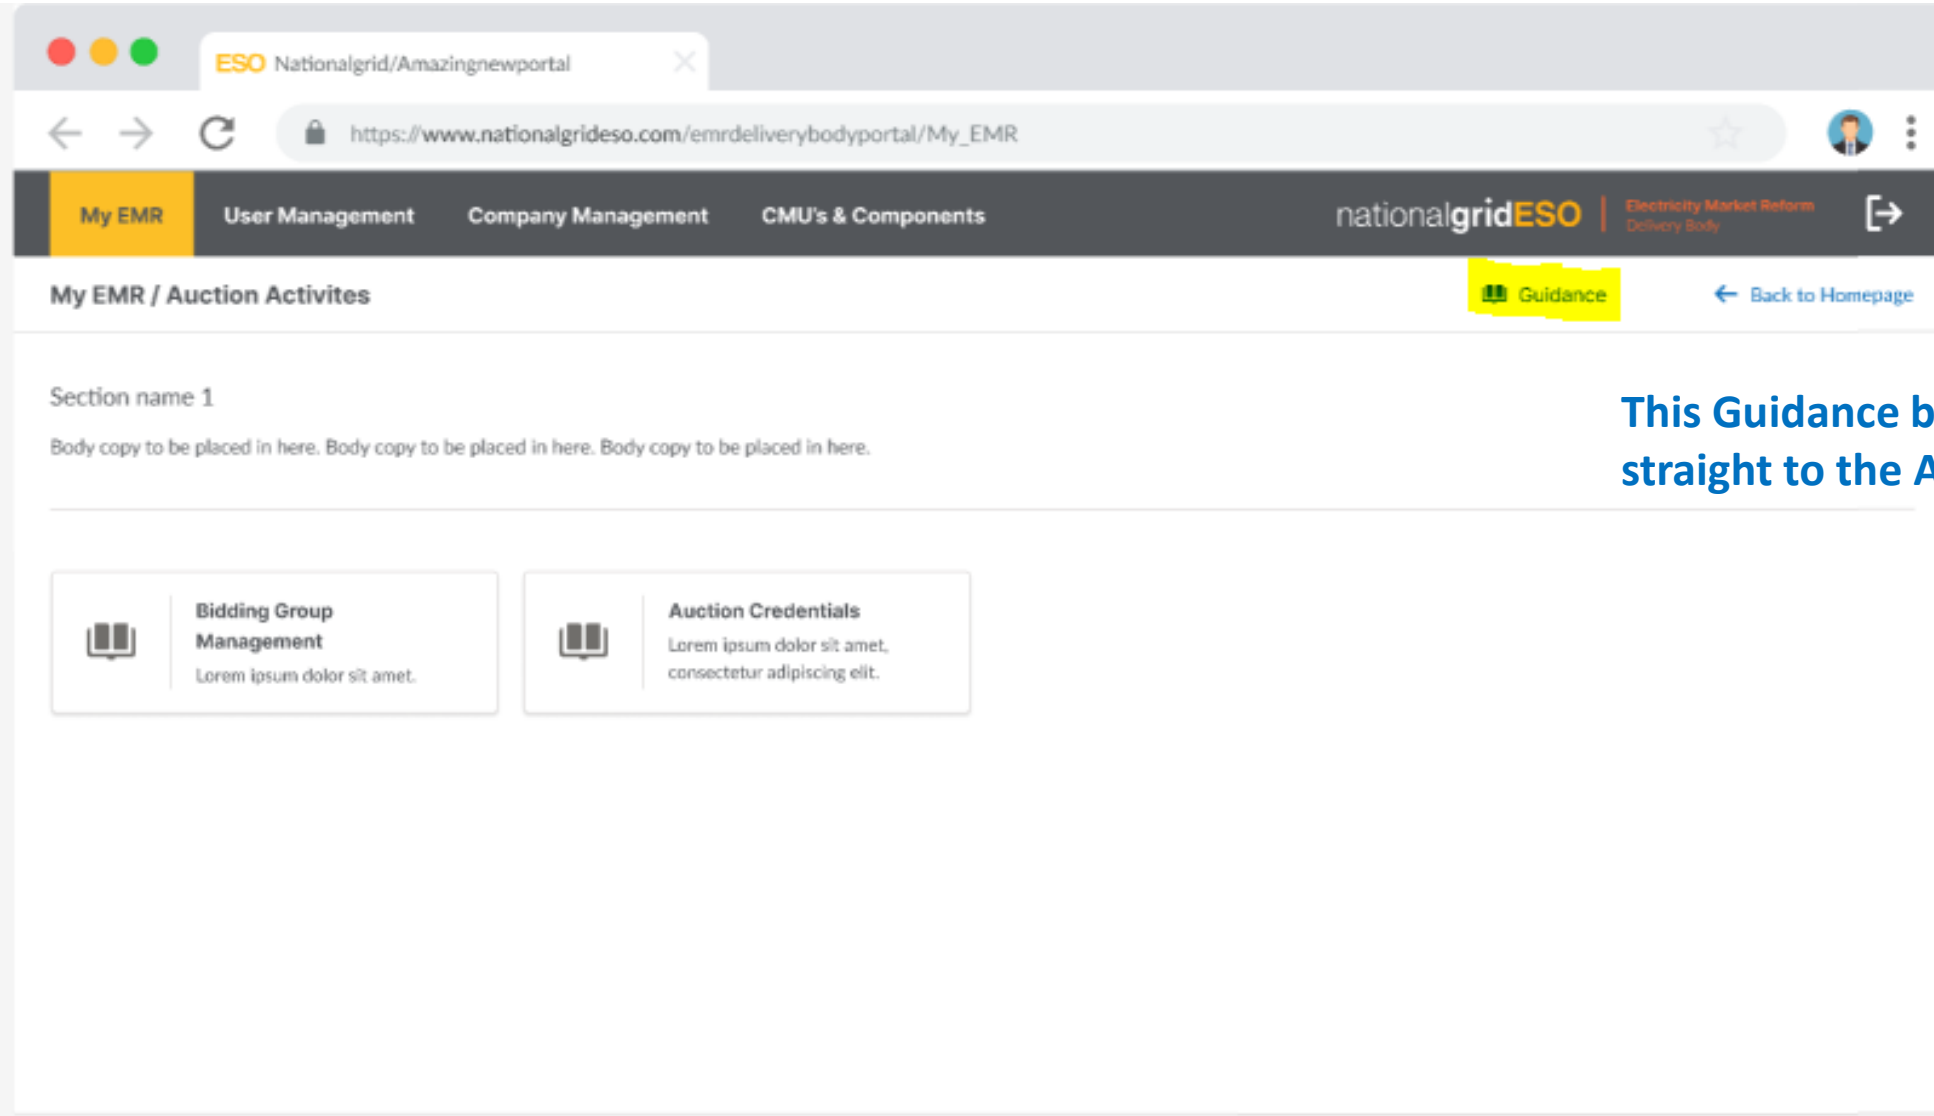 ESO Nationalgrid/Amazingnewportal
https://www.nationalgrideso.com/emrdeliverybodyportal/My_EMR
My EMR User Management Company Management CMU's & Components nationalgridESO Electricity Market Reform
Delivery Body
My EMR / Auction Activites Guidance Back to Homepage
Section name 1
Body copy to be placed in here. Body copy to be placed in here. Body copy to be placed in here.
This Guidance b
straight to the A
Bidding Group
Management
Lorem ipsum dolor sit amet.
Auction Credentials
Lorem ipsum dolor sit amet,
consectetur adipiscing elit.